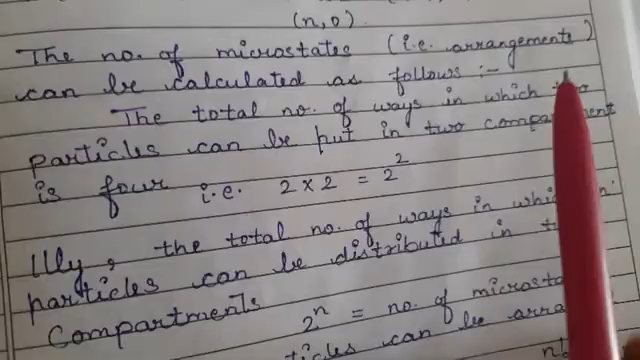 (n,0).
The no. of microstates (i.e. arrangements)
can be calculated as follows :-
The total no. of ways in which
particles can be put in two compartment
is four i.e. 2 × 2 = 2²
Illy, the total no. of ways in which
particles can be distributed in
Compartments
2ⁿ = no. of
can be
n!